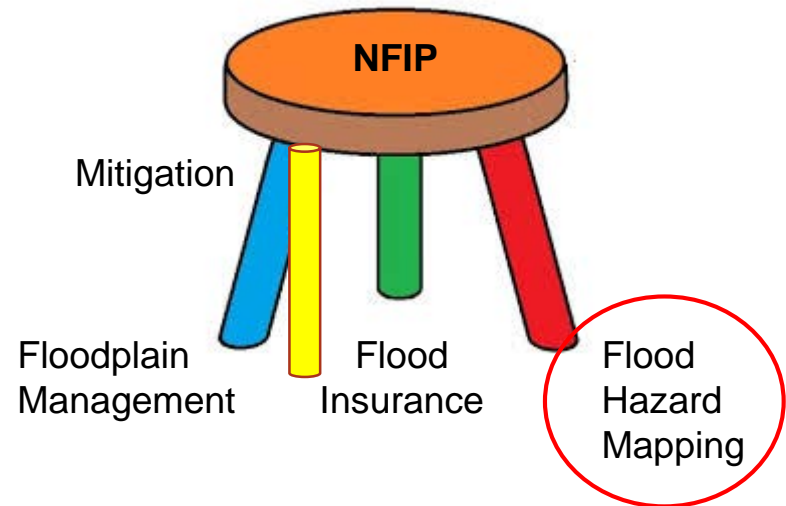 NFIP
Mitigation
Floodplain
Management
Flood
Insurance
Flood
Hazard
Mapping